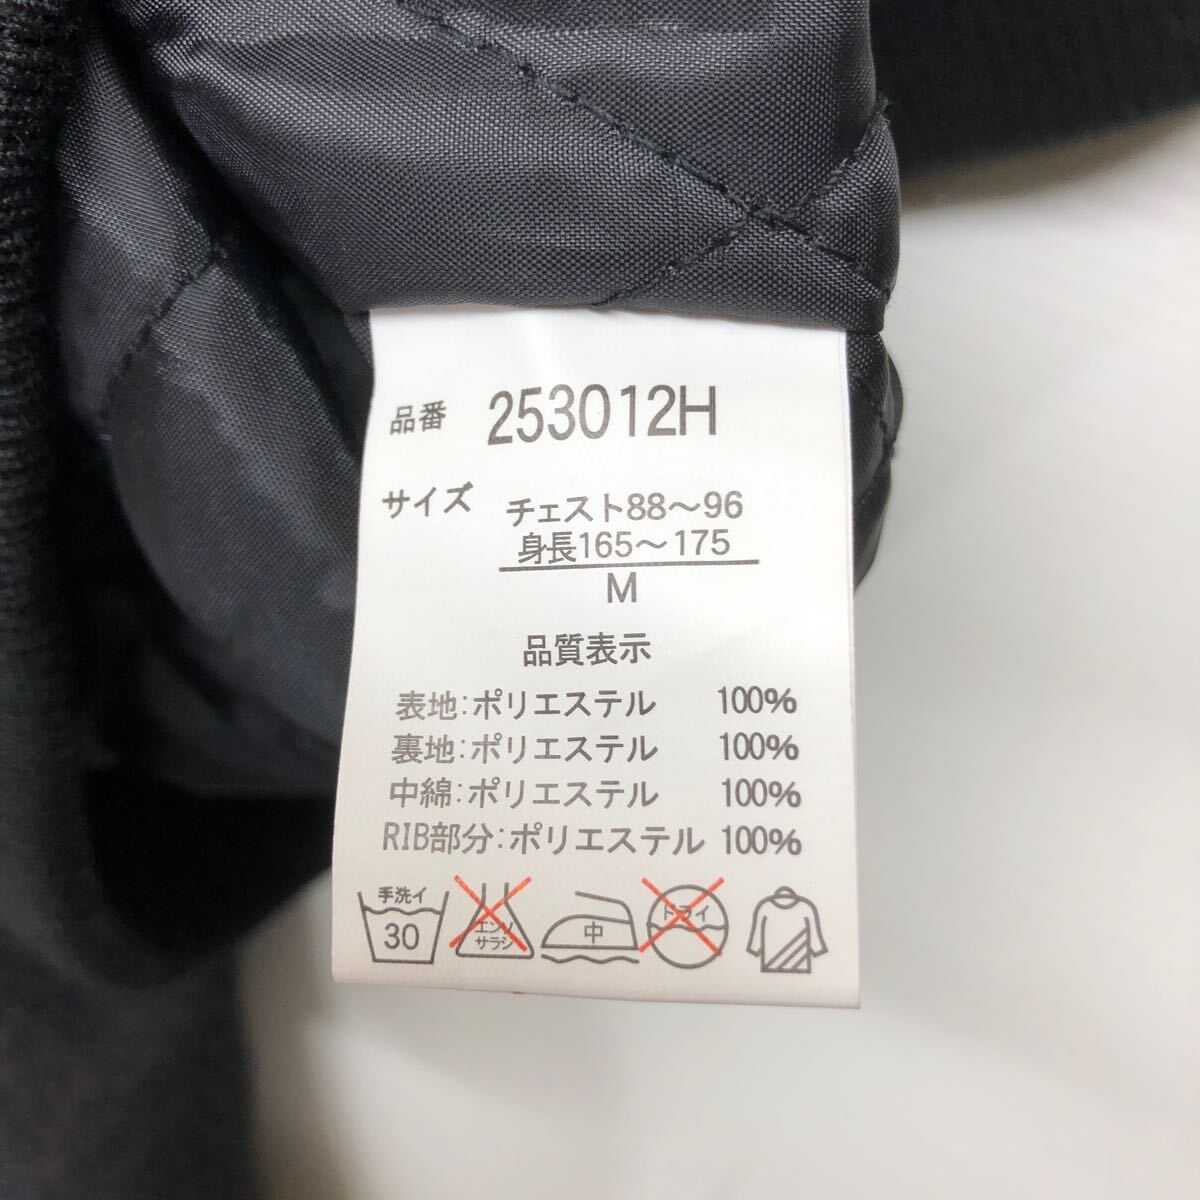 品番 253012H
サイズ チェスト88～96
身長165～175
M
品質表示
表地:ポリエステル 100%
裏地:ポリエステル 100%
中綿:ポリエステル 100%
RIB部分:ポリエステル 100%
手洗イ エンソ 中 ドライ
30 サラシ